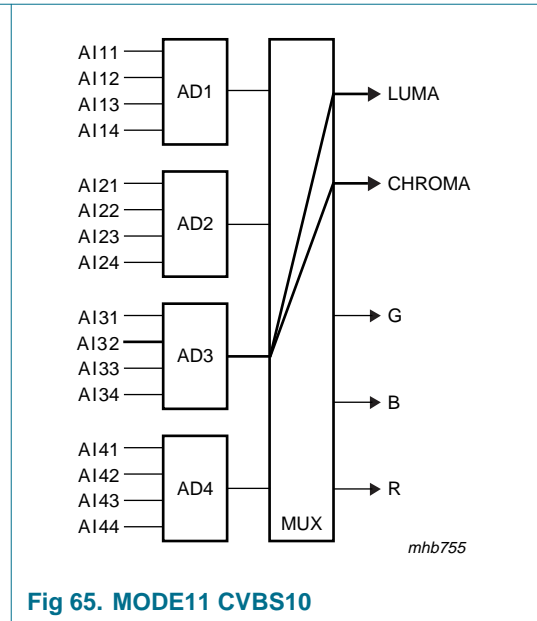 AI11
AI12
AI13
AI14
AD1
AI21
AI22
AI23
AI24
AD2
AI31
AI32
AI33
AI34
AD3
AI41
AI42
AI43
AI44
AD4
MUX
LUMA
CHROMA
G
B
R
mhb755
Fig 65. MODE11 CVBS10